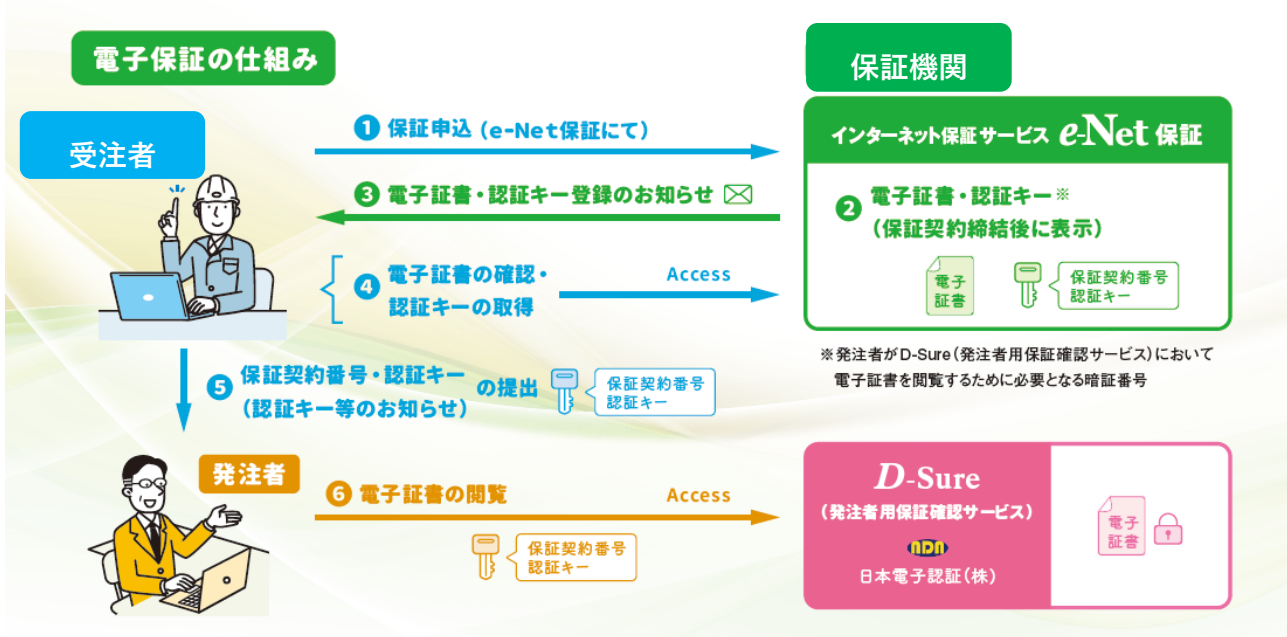 電子保証の仕組み
保証機関
受注者
❶ 保証申込（e-Net保証にて）
インターネット保証サービス e-Net 保証
❸ 電子証書・認証キー登録のお知らせ
❷ 電子証書・認証キー※
（保証契約締結後に表示）
電子
証書
保証契約番号
認証キー
❹ 電子証書の確認・
認証キーの取得
Access
※発注者がD-Sure（発注者用保証確認サービス）において
電子証書を閲覧するために必要となる暗証番号
❺ 保証契約番号・認証キー
（認証キー等のお知らせ）
の提出
保証契約番号
認証キー
発注者
❻ 電子証書の閲覧
Access
保証契約番号
認証キー
D-Sure
（発注者用保証確認サービス）
NDN
日本電子認証（株）
電子
証書